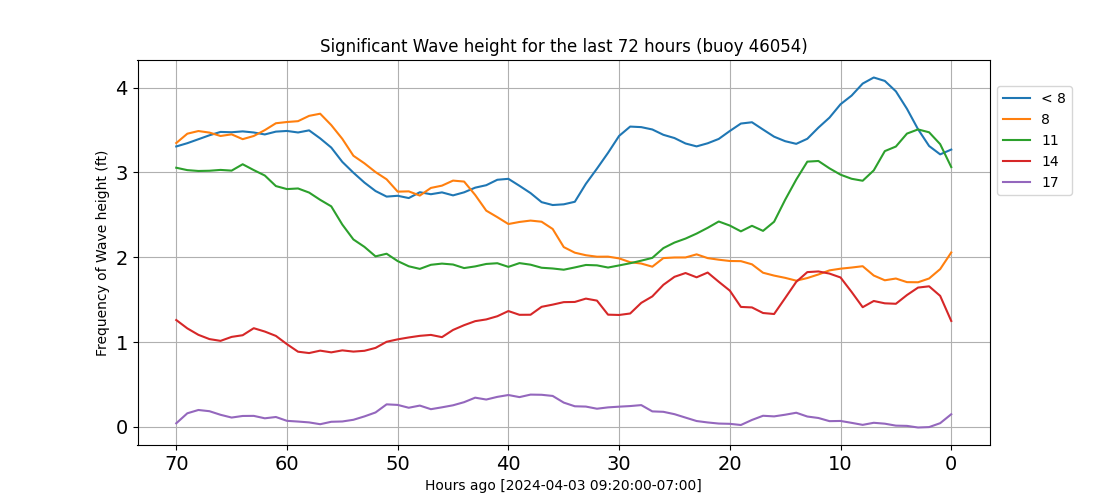 Significant Wave height for the last 72 hours (buoy 46054)
Frequency of Wave height (ft)
4
3
2
1
0
70 60 50 40 30 20 10 0
Hours ago [2024-04-03 09:20:00-07:00]
< 8
8
11
14
17